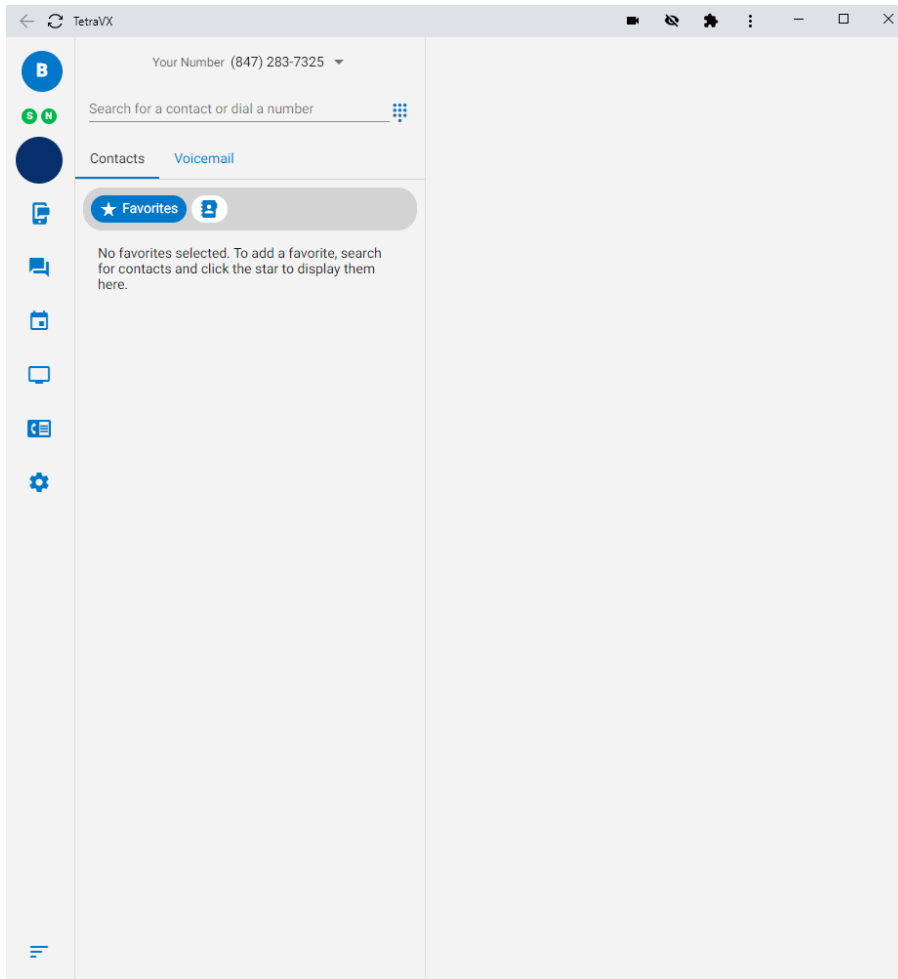 TetraVX
B
Your Number (847) 283-7325
S N
Search for a contact or dial a number
Contacts Voicemail
Favorites
No favorites selected. To add a favorite, search
for contacts and click the star to display them
here.